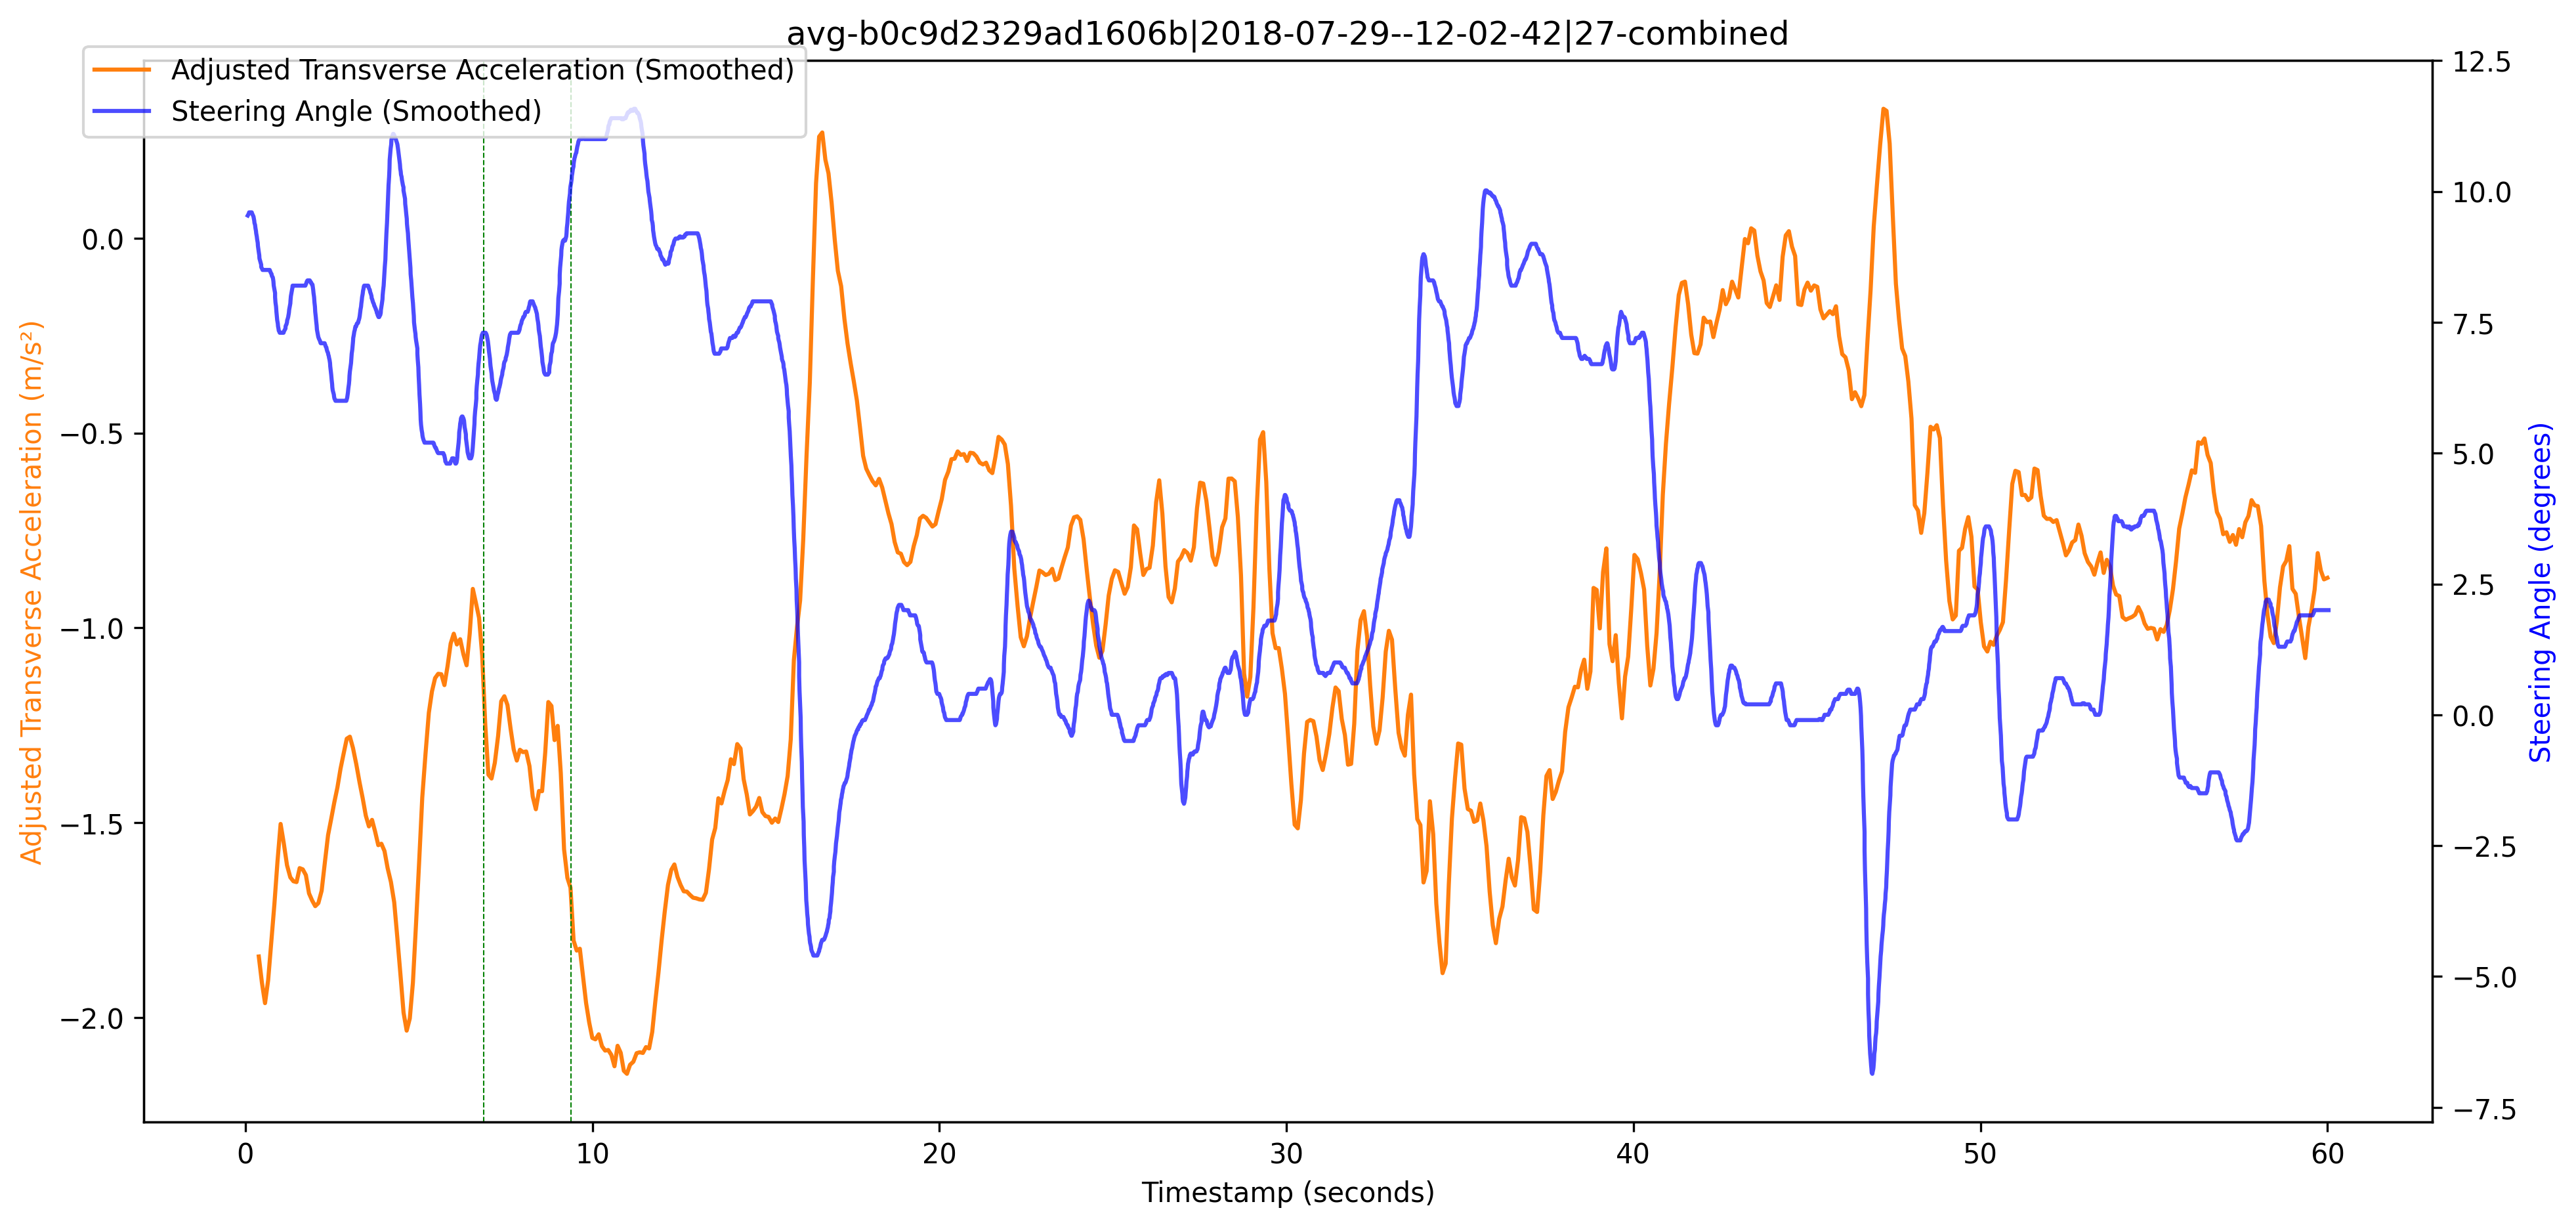 avg-b0c9d2329ad1606b|2018-07-29--12-02-42|27-combined
Adjusted Transverse Acceleration (Smoothed)
Steering Angle (Smoothed)
Adjusted Transverse Acceleration (m/s²)
0.0
−0.5
−1.0
−1.5
−2.0
12.5
10.0
7.5
5.0
2.5
0.0
−2.5
−5.0
−7.5
Steering Angle (degrees)
0 10 20 30 40 50 60
Timestamp (seconds)